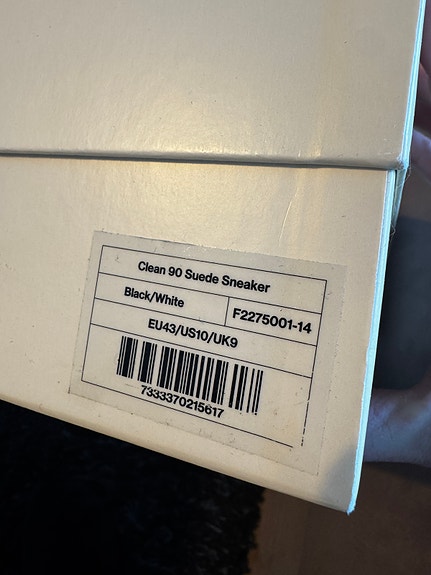 Clean 90 Suede Sneaker
Black/White
F2275001-14
EU43/US10/UK9
7333370215617